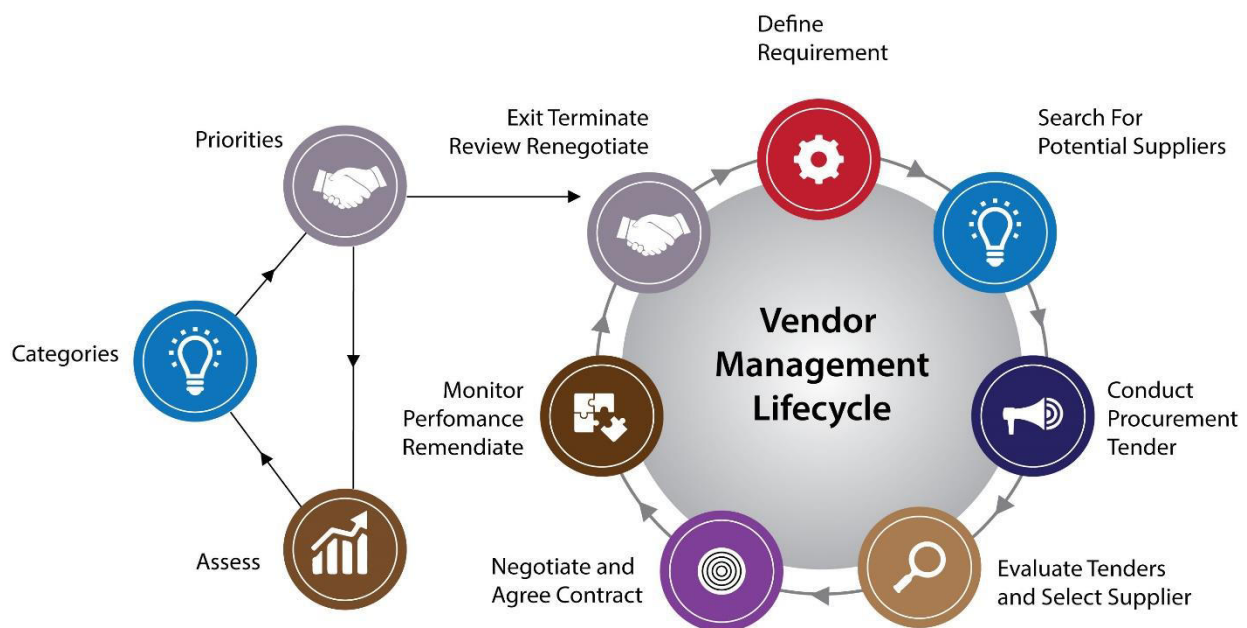 Define
Requirement
Search For
Potential Suppliers
Exit Terminate
Review Renegotiate
Priorities
Vendor
Management
Lifecycle
Categories
Monitor
Perfomance
Remendiate
Conduct
Procurement
Tender
Assess
Negotiate and
Agree Contract
Evaluate Tenders
and Select Supplier